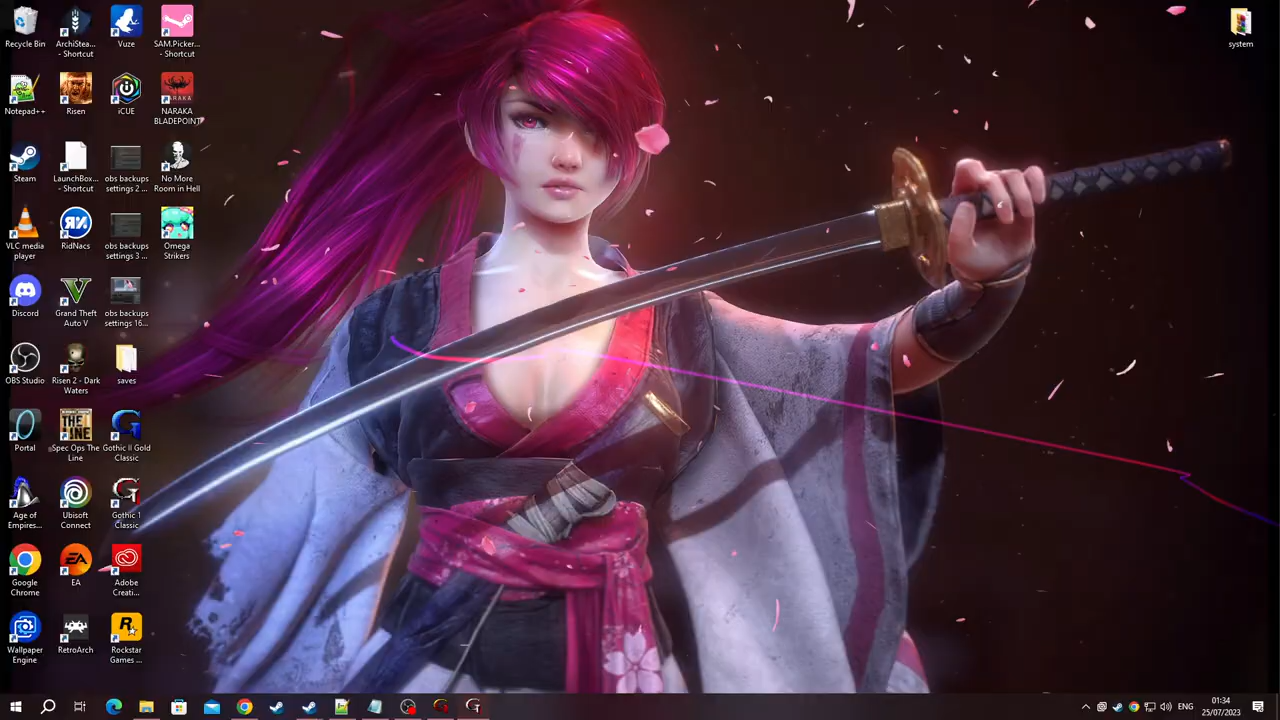 Recycle Bin
ArchiStea...
- Shortcut
Vuze
SAM.Picker...
- Shortcut
system
Notepad++
Risen
iCUE
NARAKA
BLADEPOINT
Steam
LaunchBox...
- Shortcut
obs backups
settings 2 ...
No More
Room in Hell
VLC media
player
RidNacs
obs backups
settings 3 ...
Omega
Strikers
Discord
Grand Theft
Auto V
obs backups
settings 16...
OBS Studio
Risen 2 - Dark
Waters
saves
Portal
THE
LINE
Spec Ops The
Line
Gothic II Gold
Classic
Age of
Empires...
Ubisoft
Connect
Gothic 1
Classic
Google
Chrome
EA
Adobe
Creati...
Wallpaper
Engine
RetroArch
Rockstar
Games ...
ENG
01:34
25/07/2023